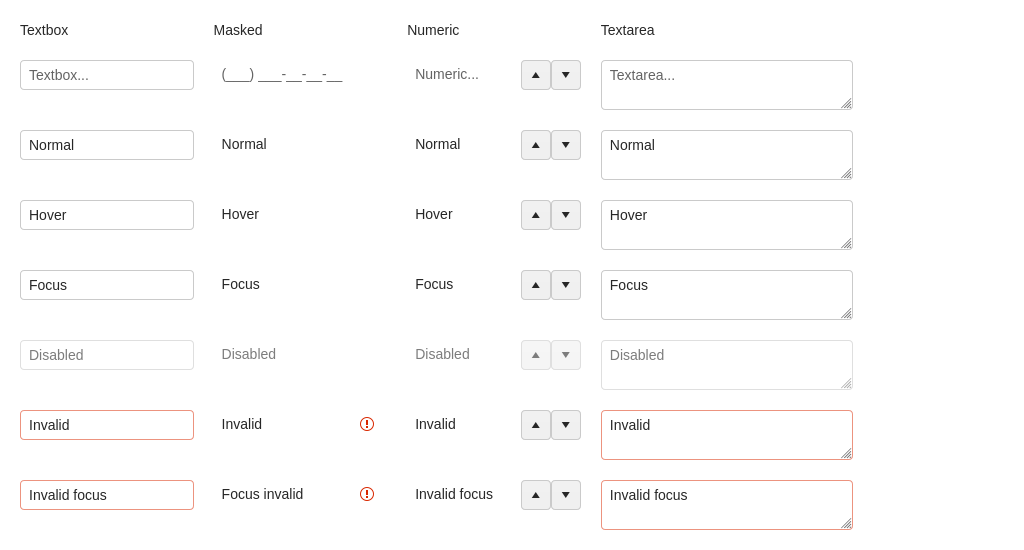 Textbox Masked Numeric Textarea
Textbox... (___) ___-__-__-__ Numeric... Textarea...
Normal Normal Normal Normal
Hover Hover Hover Hover
Focus Focus Focus Focus
Disabled Disabled Disabled Disabled
Invalid Invalid Invalid Invalid
Invalid focus Focus invalid Invalid focus Invalid focus